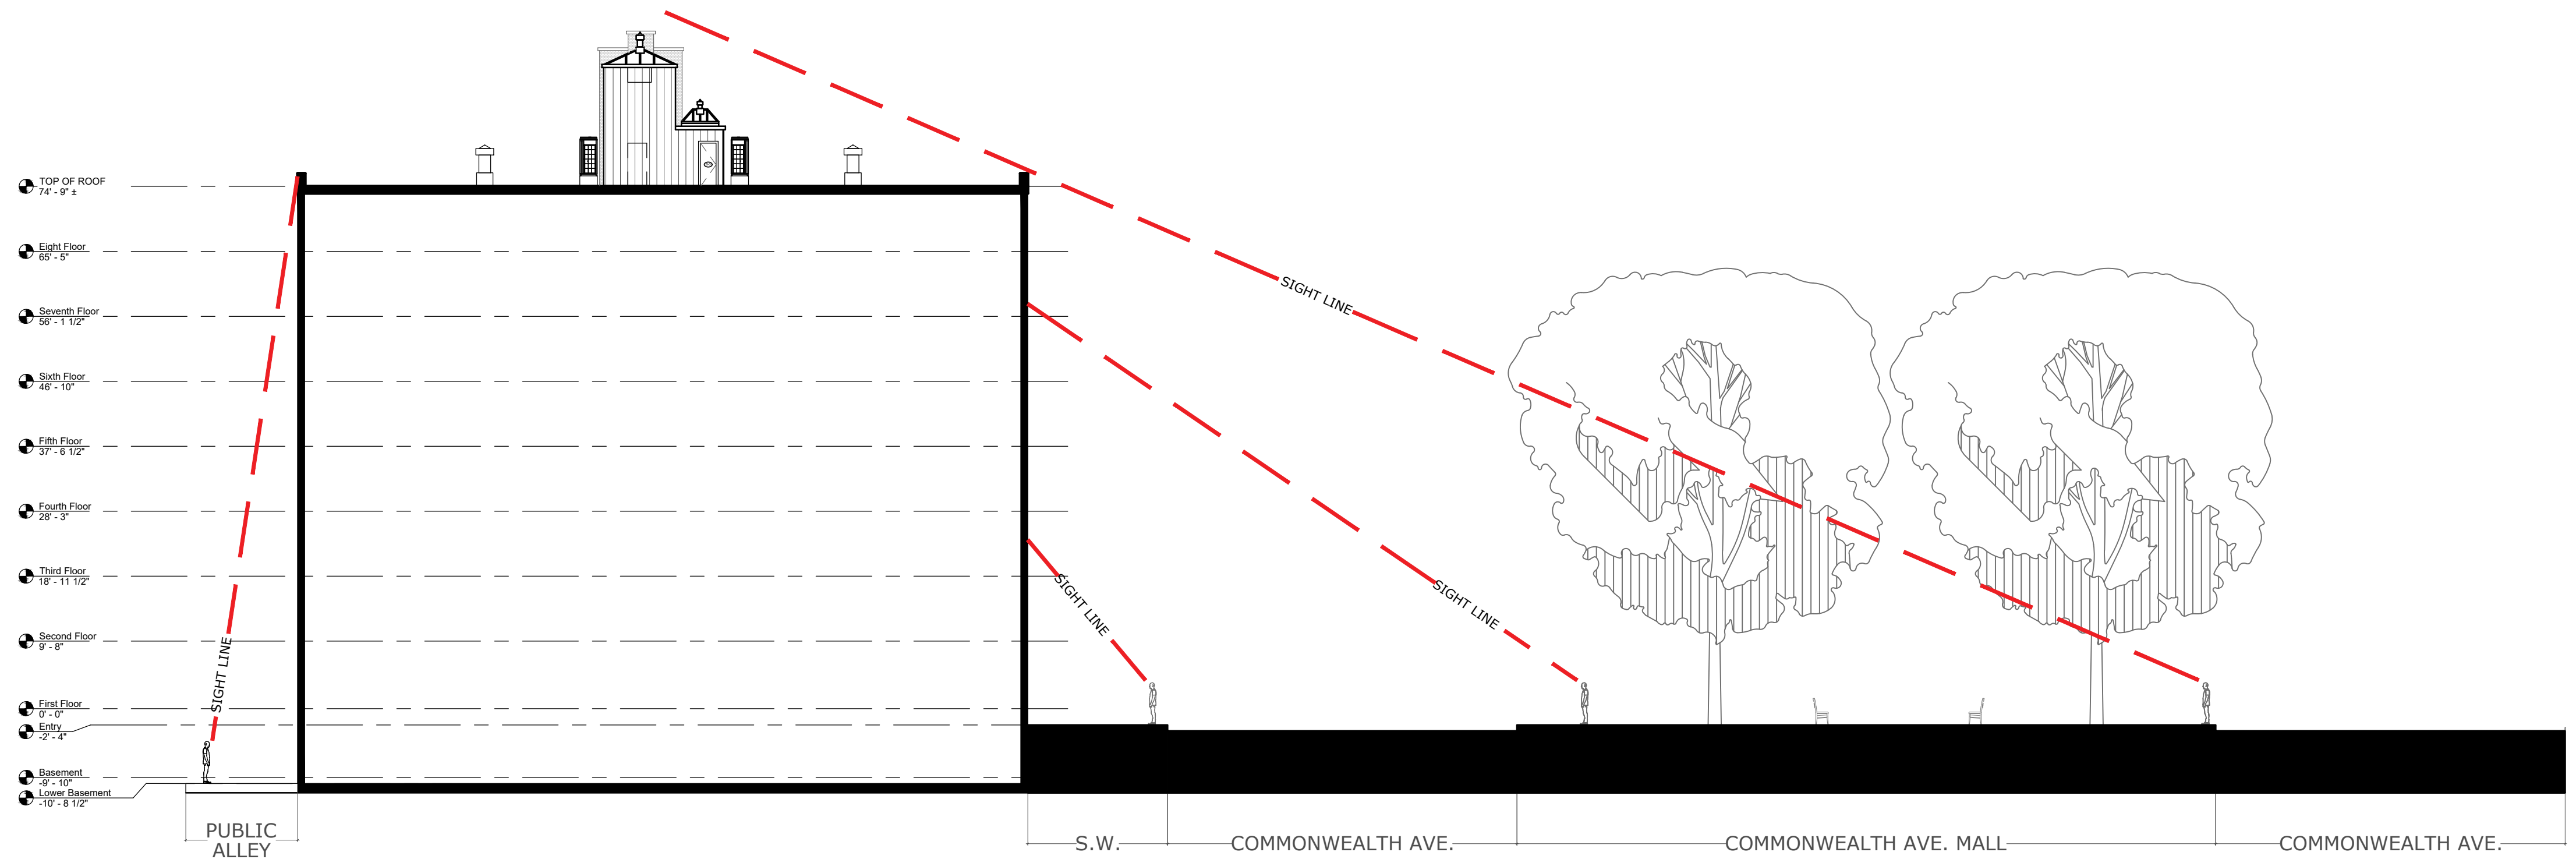 TOP OF ROOF
74' - 9" ±
Eight Floor
65' - 5"
Seventh Floor
56' - 1 1/2"
Sixth Floor
46' - 10"
Fifth Floor
37' - 6 1/2"
Fourth Floor
28' - 3"
Third Floor
18' - 11 1/2"
Second Floor
9' - 8"
First Floor
0' - 0"
Entry
-2' - 4"
Basement
-9' - 10"
Lower Basement
-10' - 8 1/2"
SIGHT LINE
SIGHT LINE
SIGHT LINE
SIGHT LINE
PUBLIC
ALLEY
S.W.
COMMONWEALTH AVE.
COMMONWEALTH AVE. MALL
COMMONWEALTH AVE.